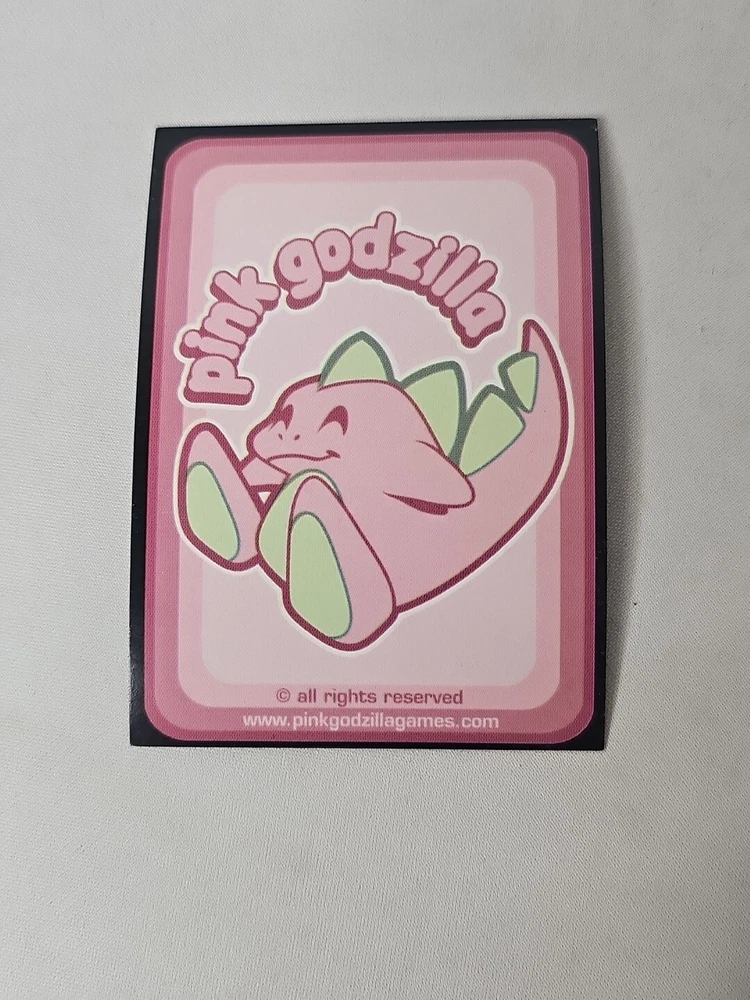 pink godzilla
© all rights reserved
www.pinkgodzillagames.com